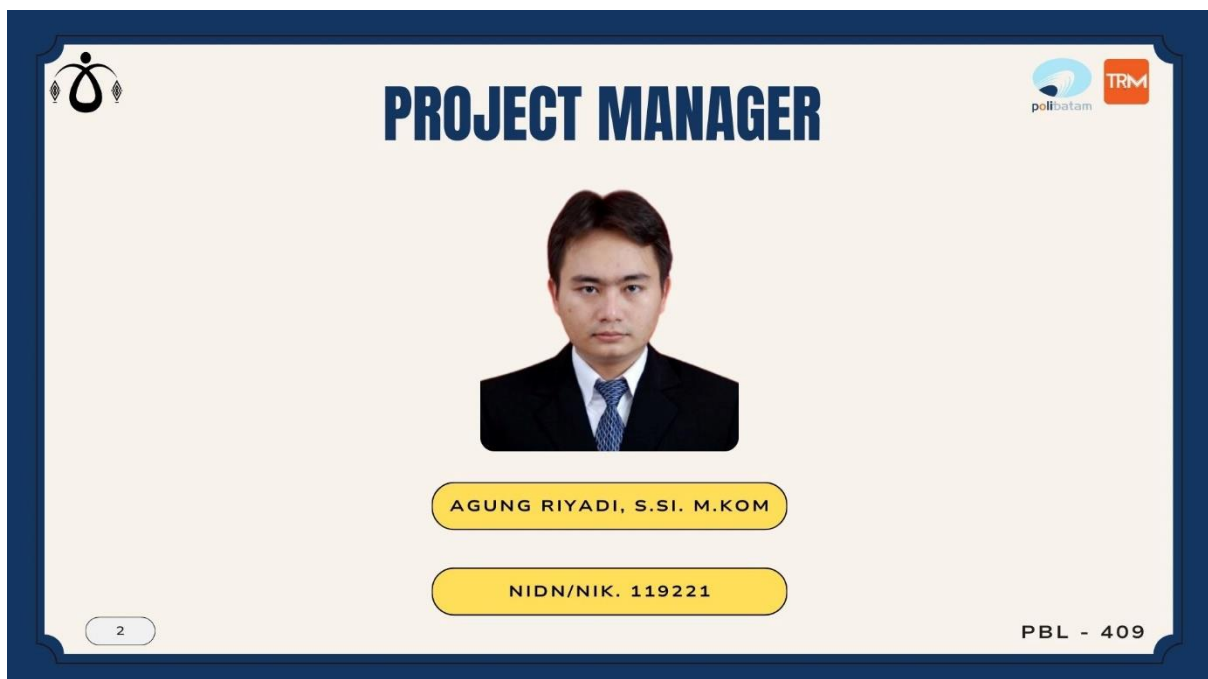 polibatam
TRM
PROJECT MANAGER
AGUNG RIYADI, S.SI. M.KOM
NIDN/NIK. 119221
2
PBL - 409